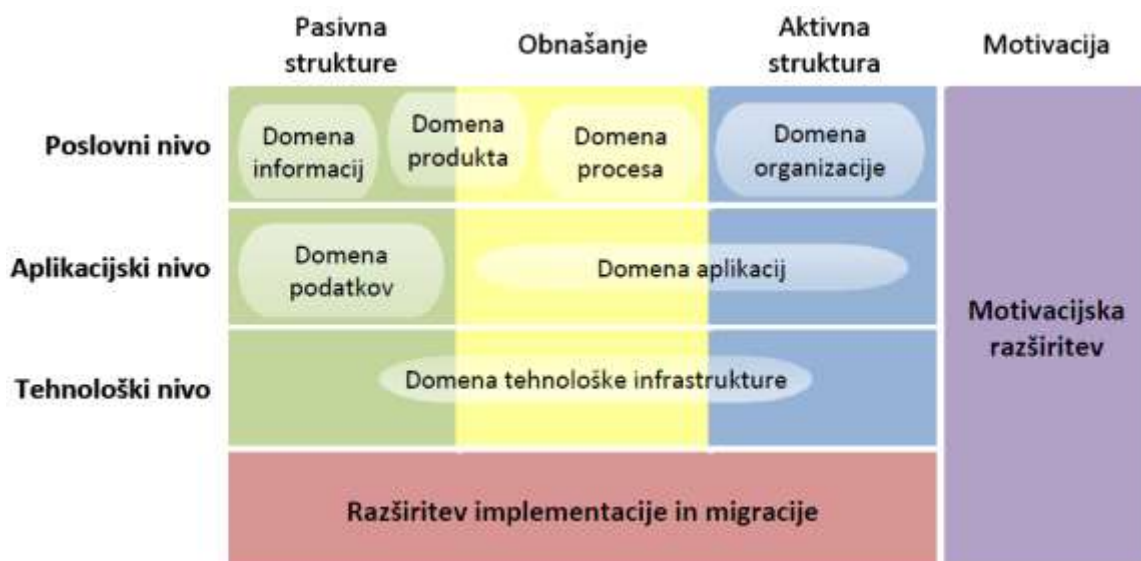 Pasivna
strukture
Obnašanje
Aktivna
struktura
Motivacija
Poslovni nivo
Domena
informacij
Domena
produkta
Domena
procesa
Domena
organizacije
Aplikacijski nivo
Domena
podatkov
Domena aplikacij
Motivacijska
razširitev
Tehnološki nivo
Domena tehnološke infrastrukture
Razširitev implementacije in migracije